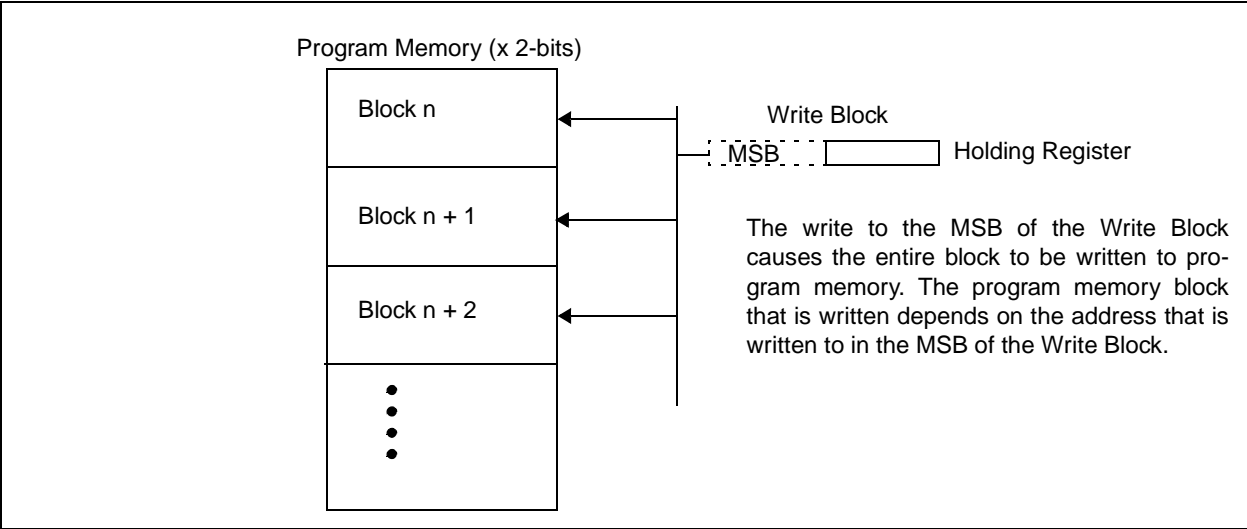 Program Memory (x 2-bits)
Block n
Write Block
MSB
Holding Register
Block n + 1
The write to the MSB of the Write Block
causes the entire block to be written to pro-
gram memory. The program memory block
that is written depends on the address that is
written to in the MSB of the Write Block.
Block n + 2